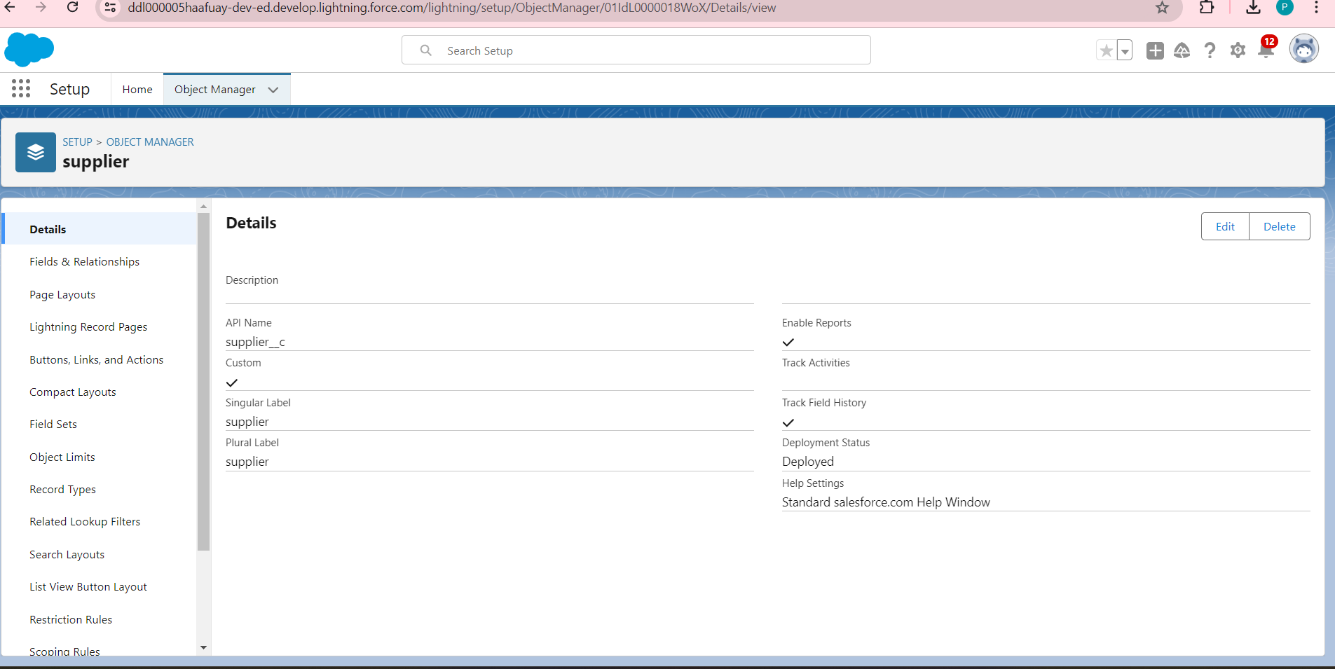 ddl000005haafuay-dev-ed.develop.lightning.force.com/lightning/setup/ObjectManager/01IdL0000018WoX/Details/view
P
Search Setup
12
Setup
Home
Object Manager
SETUP > OBJECT MANAGER
supplier
Details
Fields & Relationships
Page Layouts
Lightning Record Pages
Buttons, Links, and Actions
Compact Layouts
Field Sets
Object Limits
Record Types
Related Lookup Filters
Search Layouts
List View Button Layout
Restriction Rules
Scoping Rules
Details
Edit
Delete
Description
API Name
supplier__c
Custom
Singular Label
supplier
Plural Label
supplier
Enable Reports
Track Activities
Track Field History
Deployment Status
Deployed
Help Settings
Standard salesforce.com Help Window